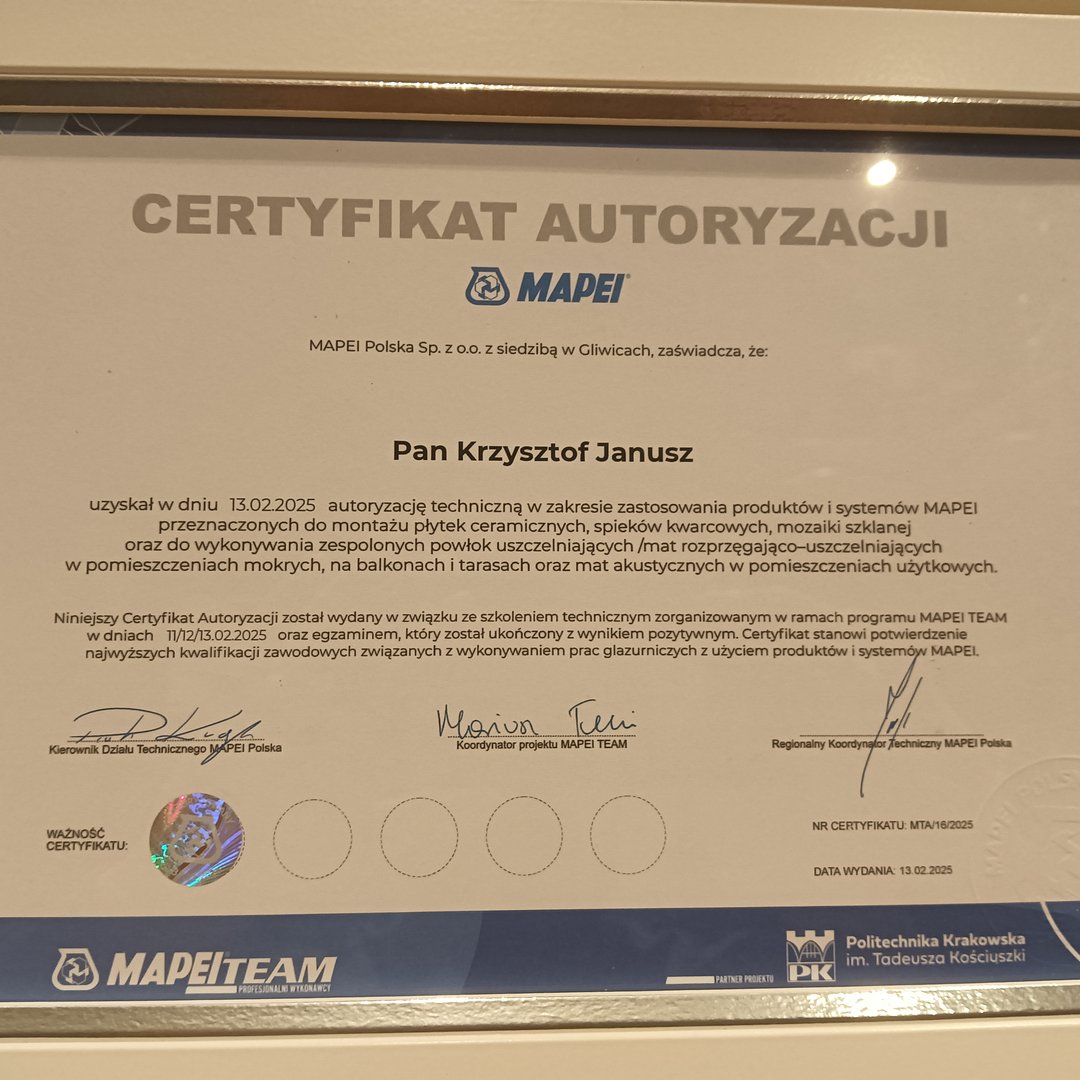 CERTYFIKAT AUTORYZACJI
MAPEI®
MAPEI Polska Sp. z o.o. z siedzibą w Gliwicach, zaświadcza, że:
Pan Krzysztof Janusz
uzyskał w dniu 13.02.2025 autoryzację techniczną w zakresie zastosowania produktów i systemów MAPEI
przeznaczonych do montażu płytek ceramicznych, spieków kwarcowych, mozaiki szklanej
oraz do wykonywania zespolonych powłok uszczelniających /mat rozprzęgająco–uszczelniających
w pomieszczeniach mokrych, na balkonach i tarasach oraz mat akustycznych w pomieszczeniach użytkowych.
Niniejszy Certyfikat Autoryzacji został wydany w związku ze szkoleniem technicznym zorganizowanym w ramach programu MAPEI TEAM
w dniach 11/12/13.02.2025 oraz egzaminem, który został ukończony z wynikiem pozytywnym. Certyfikat stanowi potwierdzenie
najwyższych kwalifikacji zawodowych związanych z wykonywaniem prac glazurniczych z użyciem produktów i systemów MAPEI.
Mariusz
Kierownik Działu Technicznego MAPEI Polska
Koordynator projektu MAPEI TEAM
Regionalny Koordynator Techniczny MAPEI Polska
WAŻNOŚĆ
CERTYFIKATU:
NR CERTYFIKATU: MTA/16/2025
DATA WYDANIA: 13.02.2025
MAPEI POLSKA
MAPEI TEAM
PROFESJONALNI WYKONAWCY
PARTNER PROJEKTU
PK
Politechnika Krakowska
im. Tadeusza Kościuszki